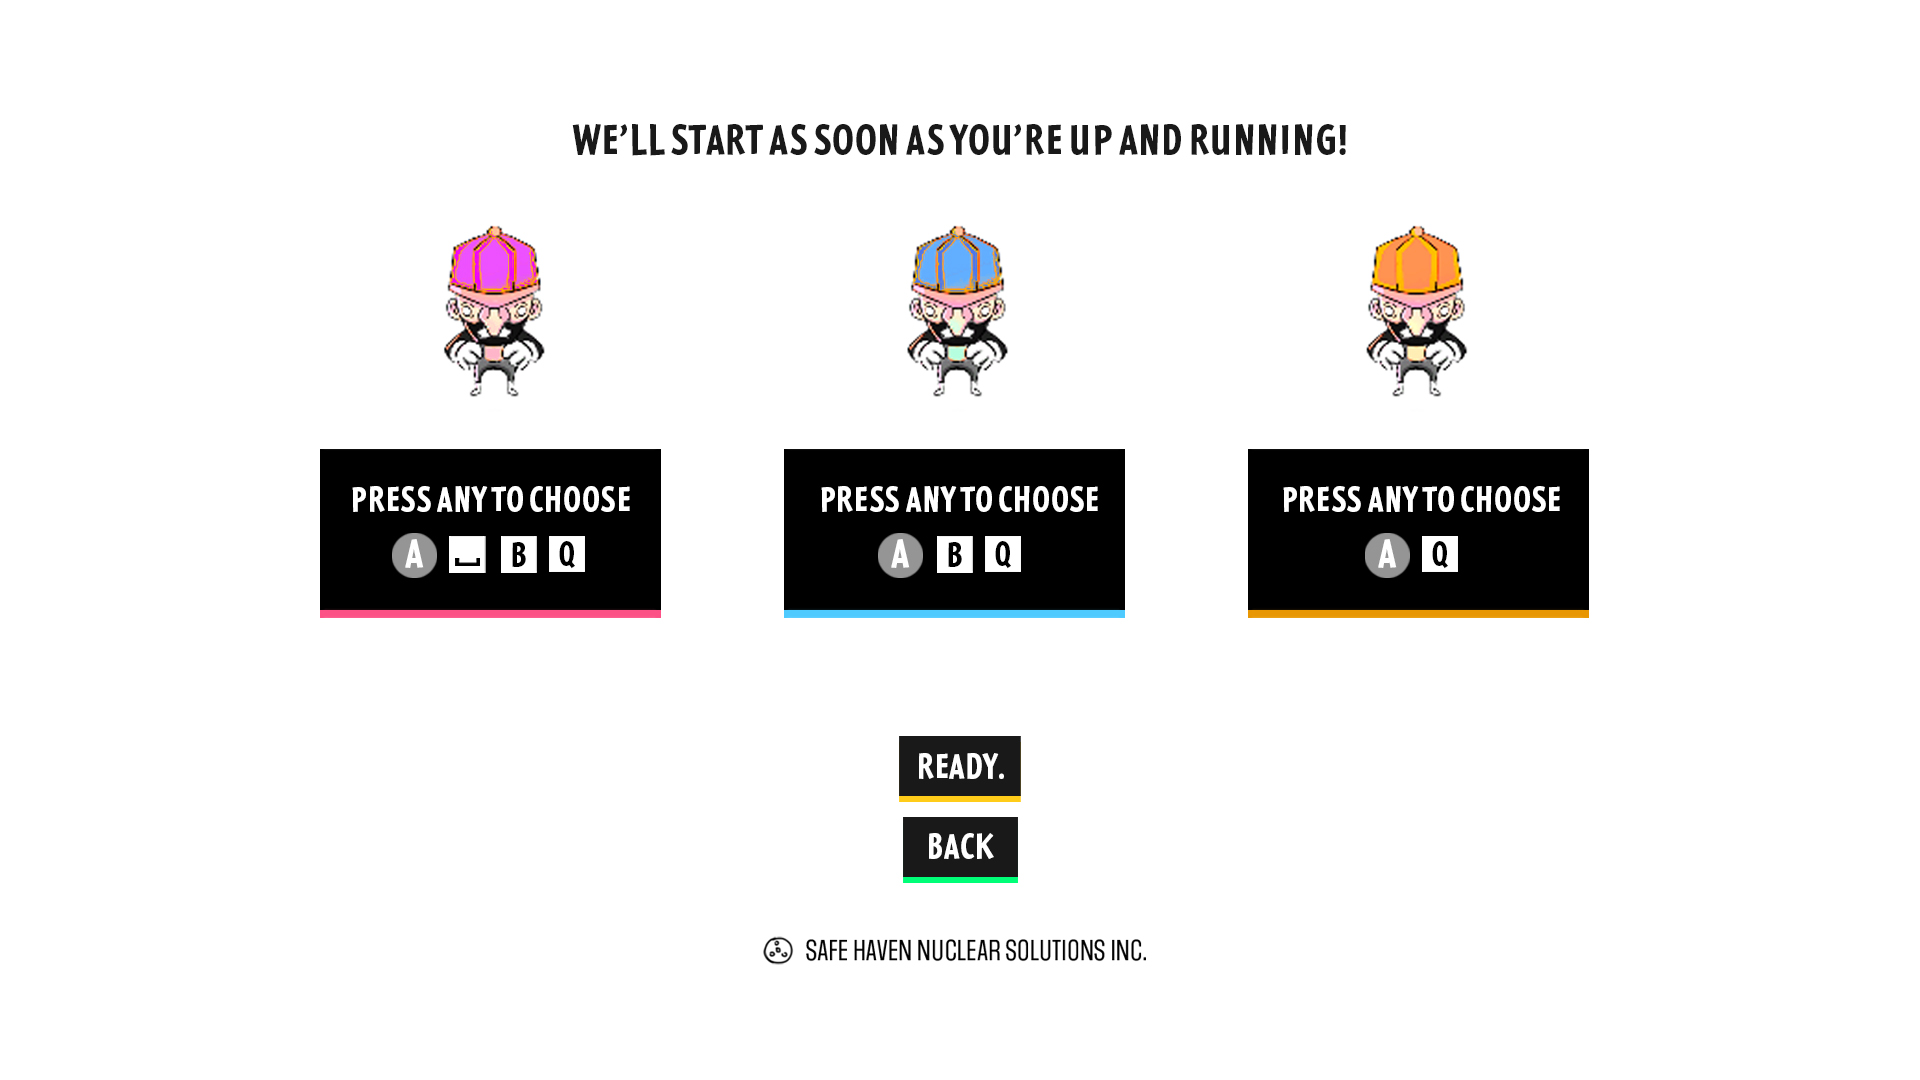 WE'LL START AS SOON AS YOU'RE UP AND RUNNING!
PRESS ANY TO CHOOSE
A B Q
PRESS ANY TO CHOOSE
A B Q
PRESS ANY TO CHOOSE
A Q
READY.
BACK
SAFE HAVEN NUCLEAR SOLUTIONS INC.